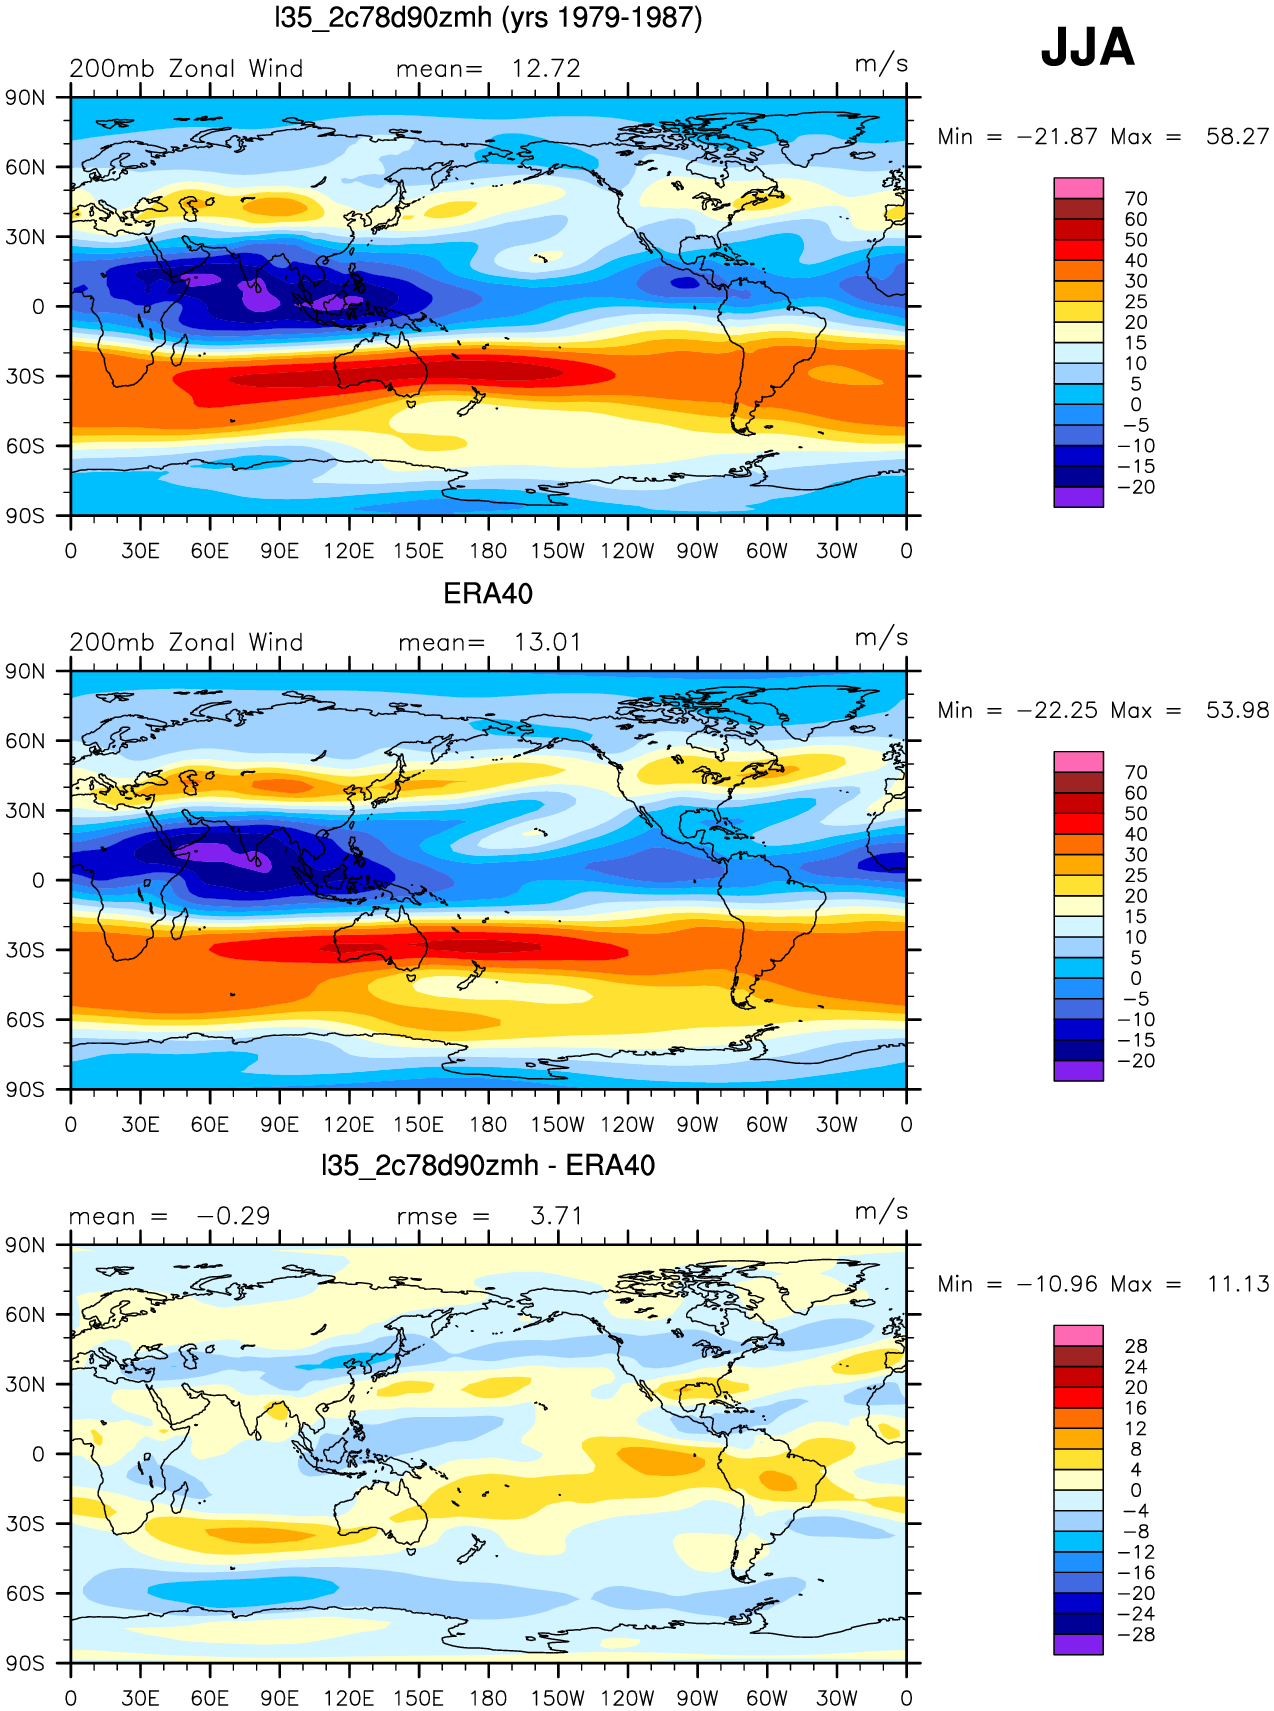 l35_2c78d90zmh (yrs 1979-1987)
JJA
200mb Zonal Wind mean= 12.72 m/s
Min = −21.87 Max = 58.27
90N
60N
30N
0
30S
60S
90S
0 30E 60E 90E 120E 150E 180 150W 120W 90W 60W 30W 0
70
60
50
40
30
25
20
15
10
5
0
−5
−10
−15
−20
ERA40
200mb Zonal Wind mean= 13.01 m/s
Min = −22.25 Max = 53.98
90N
60N
30N
0
30S
60S
90S
0 30E 60E 90E 120E 150E 180 150W 120W 90W 60W 30W 0
70
60
50
40
30
25
20
15
10
5
0
−5
−10
−15
−20
l35_2c78d90zmh - ERA40
mean = −0.29 rmse = 3.71 m/s
Min = −10.96 Max = 11.13
90N
60N
30N
0
30S
60S
90S
0 30E 60E 90E 120E 150E 180 150W 120W 90W 60W 30W 0
28
24
20
16
12
8
4
0
−4
−8
−12
−16
−20
−24
−28